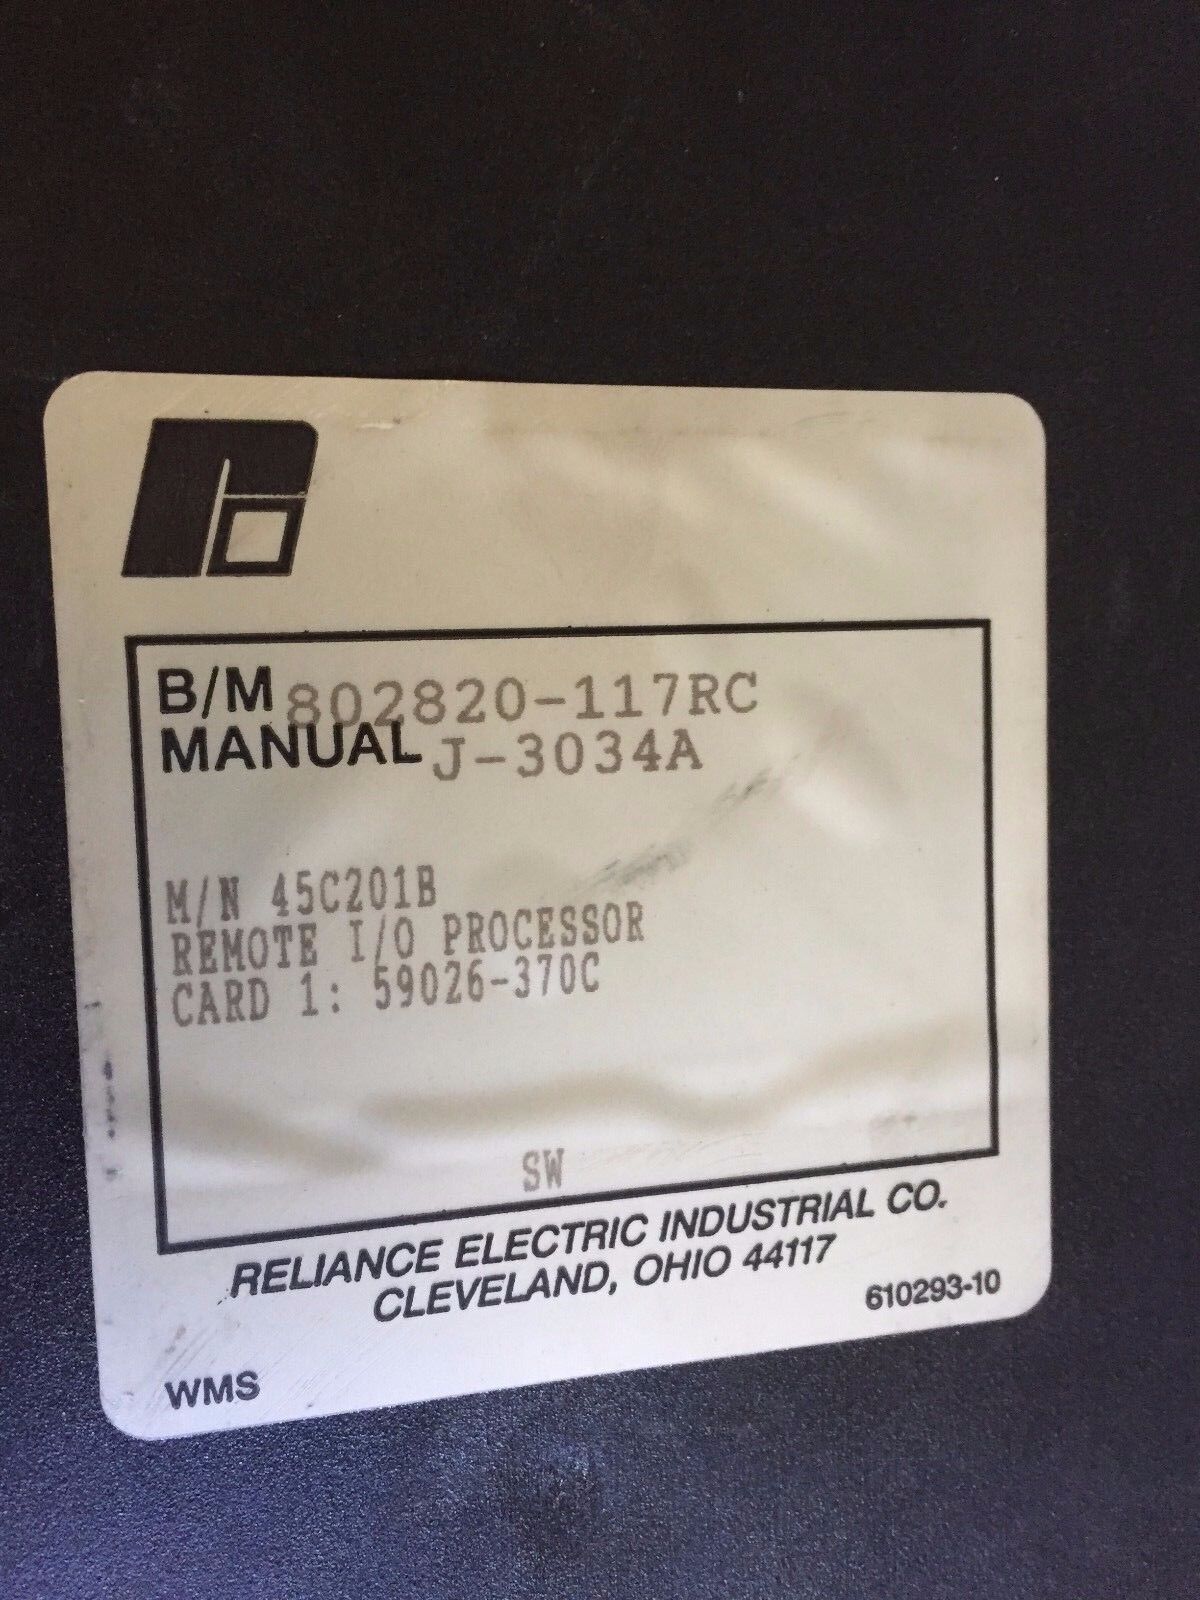 B/M 802820-117RC
MANUAL J-3034A
M/N 45C201B
REMOTE I/O PROCESSOR
CARD 1: 59026-370C
SW
RELIANCE ELECTRIC INDUSTRIAL CO.
CLEVELAND, OHIO 44117
610293-10
WMS